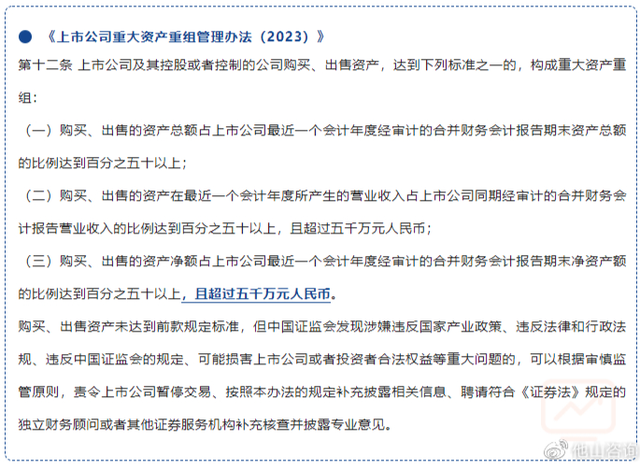 《上市公司重大资产重组管理办法（2023）》
第十二条 上市公司及其控股或者控制的公司购买、出售资产，达到下列标准之一的，构成重大资产重
组：
（一）购买、出售的资产总额占上市公司最近一个会计年度经审计的合并财务会计报告期末资产总额
的比例达到百分之五十以上；
（二）购买、出售的资产在最近一个会计年度所产生的营业收入占上市公司同期经审计的合并财务会
计报告营业收入的比例达到百分之五十以上，且超过五千万元人民币；
（三）购买、出售的资产净额占上市公司最近一个会计年度经审计的合并财务会计报告期末净资产额
的比例达到百分之五十以上，且超过五千万元人民币。
购买、出售资产未达到前款规定标准，但中国证监会发现涉嫌违反国家产业政策、违反法律和行政法
规、违反中国证监会的规定、可能损害上市公司或者投资者合法权益等重大问题的，可以根据审慎监
管原则，责令上市公司暂停交易、按照本办法的规定补充披露相关信息、聘请符合《证券法》规定的
独立财务顾问或者其他证券服务机构补充核查并披露专业意见。
他山咨询